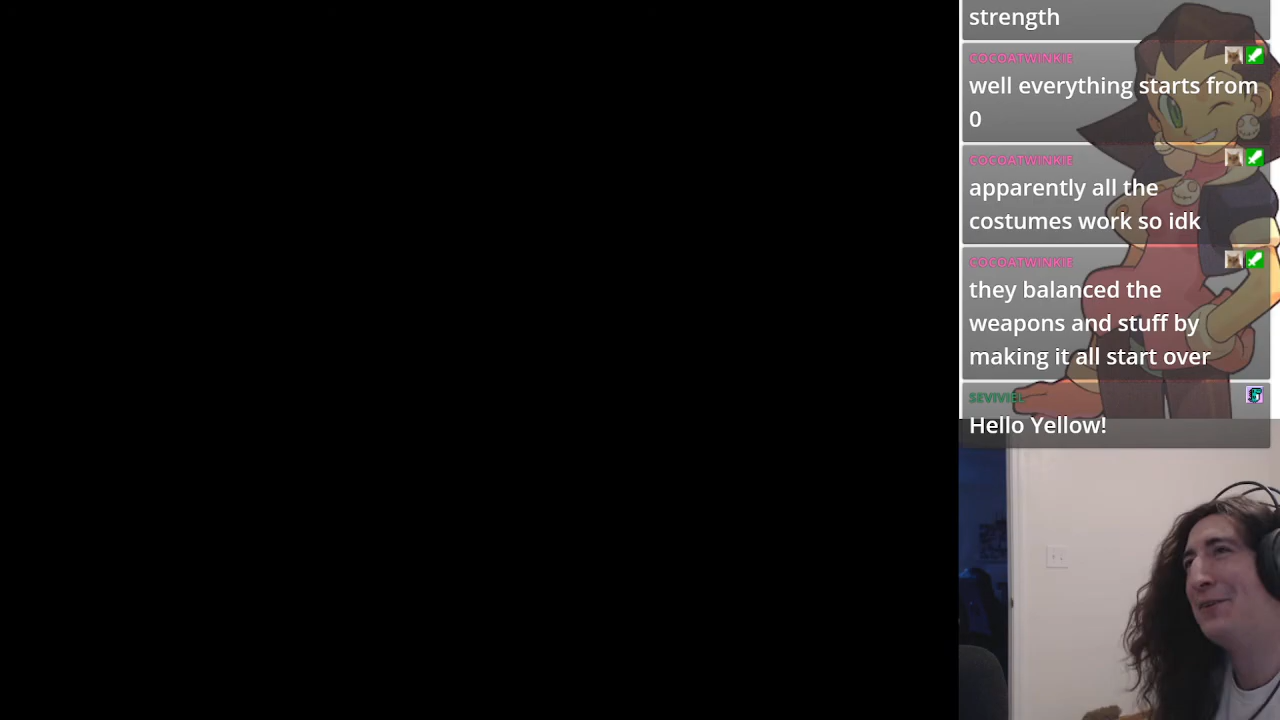 strength
COCOATWINKIE
well everything starts from
0
COCOATWINKIE
apparently all the
costumes work so idk
COCOATWINKIE
they balanced the
weapons and stuff by
making it all start over
SEVIVIEL
Hello Yellow!